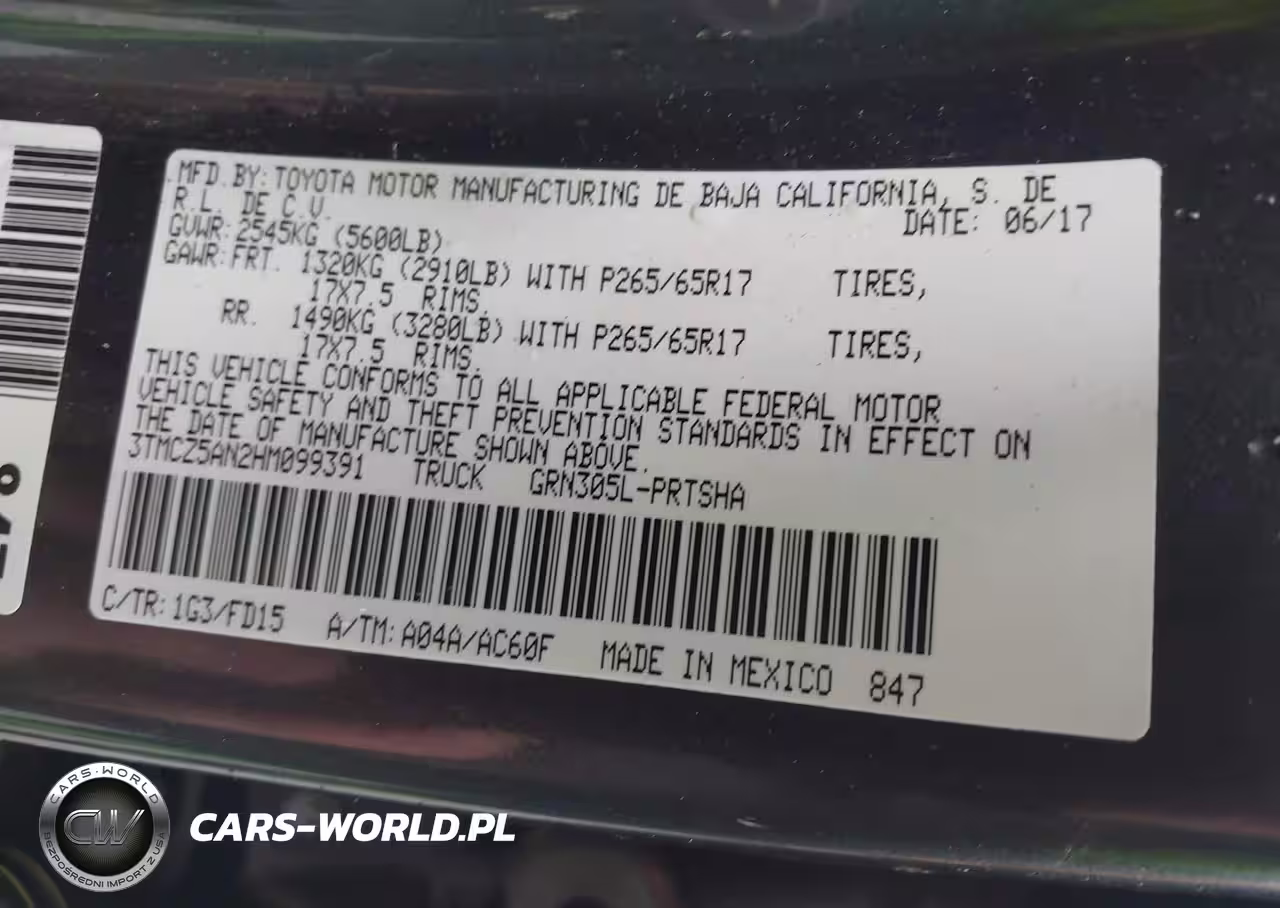 MFD. BY: TOYOTA MOTOR MANUFACTURING DE BAJA CALIFORNIA, S. DE
R.L. DE C.V. DATE: 06/17
GVWR: 2545KG (5600LB)
GAWR: FRT. 1320KG (2910LB) WITH P265/65R17 TIRES,
17X7.5 RIMS.
RR. 1490KG (3280LB) WITH P265/65R17 TIRES,
17X7.5 RIMS.
THIS VEHICLE CONFORMS TO ALL APPLICABLE FEDERAL MOTOR
VEHICLE SAFETY AND THEFT PREVENTION STANDARDS IN EFFECT ON
THE DATE OF MANUFACTURE SHOWN ABOVE.
3TMCZ5AN2HM099391 TRUCK GRN305L-PRTSHA
C/TR: 1G3/FD15 A/TM: A04A/AC60F MADE IN MEXICO 847
CARS-WORLD
CW
BEZPOŚREDNI IMPORT Z USA
CARS-WORLD.PL